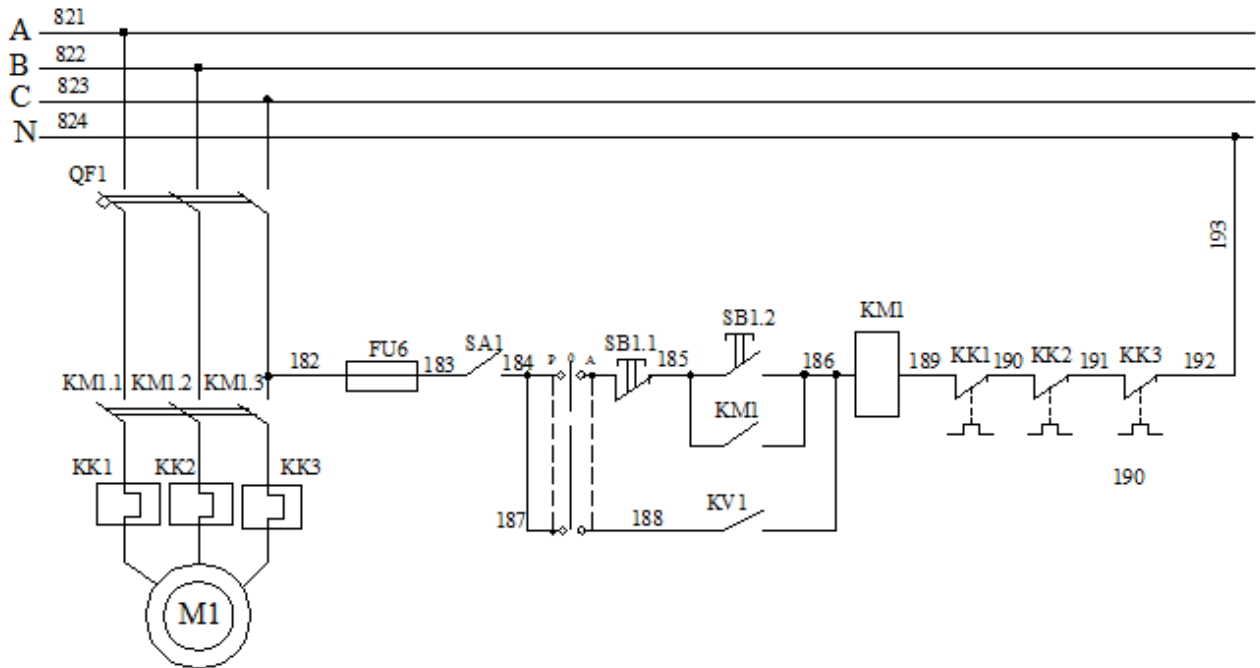 A 821
B 822
C 823
N 824
QF1
193
KM1
SB1.2
FU6
SA1
SB1.1
182 183 184 P 0 A 185 186 189 KK1 190 KK2 191 KK3 192
KM1.1 KM1.2 KM1.3
KM1
KK1 KK2 KK3
190
KV1
187 188
M1